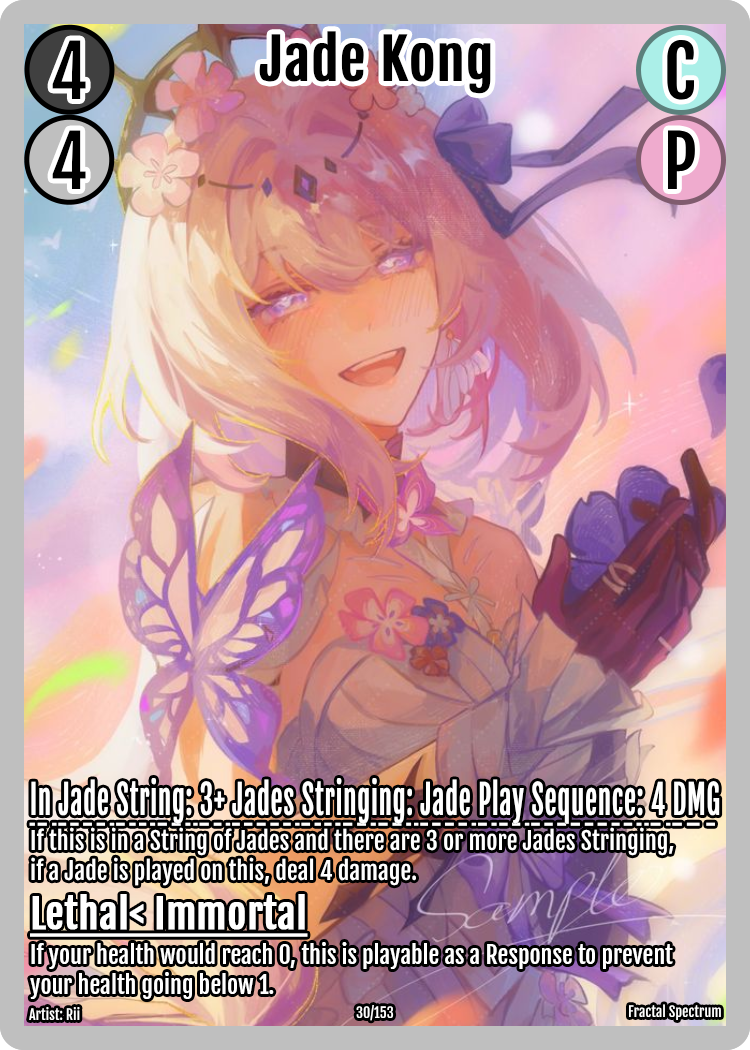 4
Jade Kong
C
4
P
In Jade String: 3+ Jades Stringing: Jade Play Sequence: 4 DMG
If this is in a String of Jades and there are 3 or more Jades Stringing,
if a Jade is played on this, deal 4 damage.
Sample
Lethal< Immortal
If your health would reach 0, this is playable as a Response to prevent
your health going below 1.
Artist: Rii
30/153
Fractal Spectrum